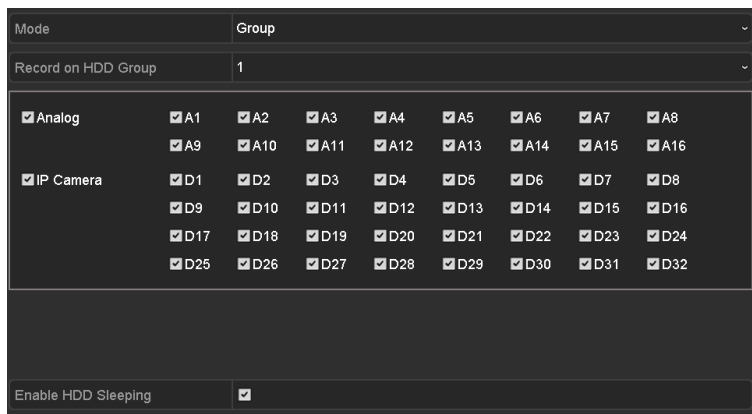 Mode Group
Record on HDD Group 1
Analog A1 A2 A3 A4 A5 A6 A7 A8
A9 A10 A11 A12 A13 A14 A15 A16
IP Camera D1 D2 D3 D4 D5 D6 D7 D8
D9 D10 D11 D12 D13 D14 D15 D16
D17 D18 D19 D20 D21 D22 D23 D24
D25 D26 D27 D28 D29 D30 D31 D32
Enable HDD Sleeping